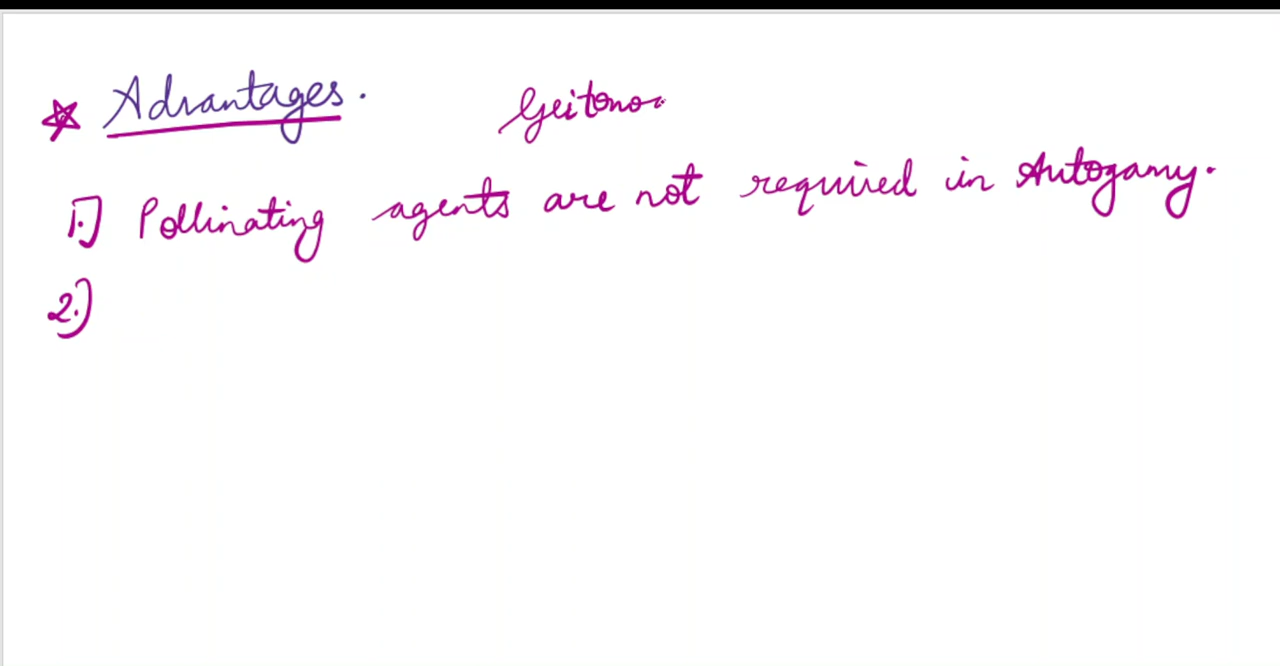 ☆ Advantages. Geitono
1.) Pollinating agents are not required in Autogamy.
2.)